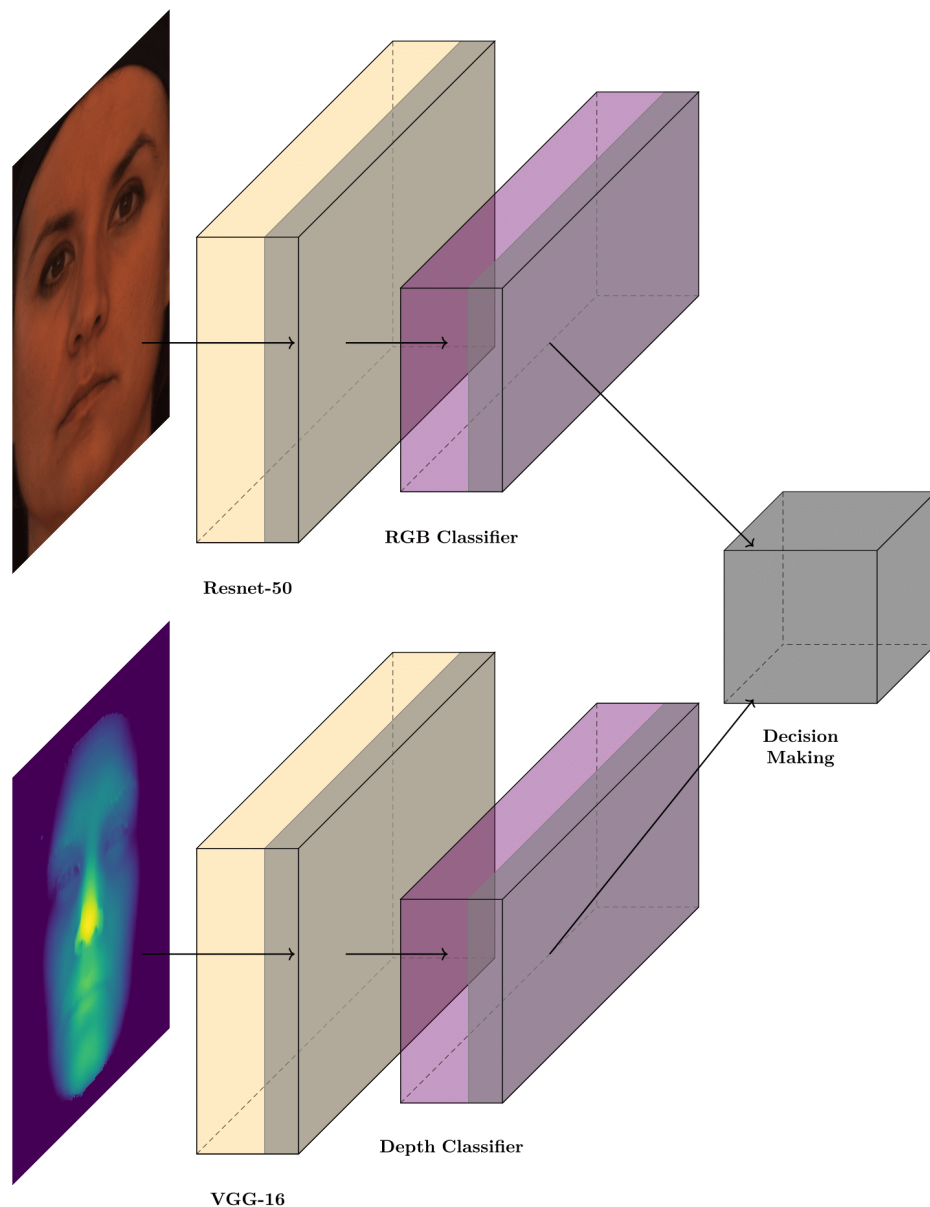 RGB Classifier
Resnet-50
Decision
Making
Depth Classifier
VGG-16